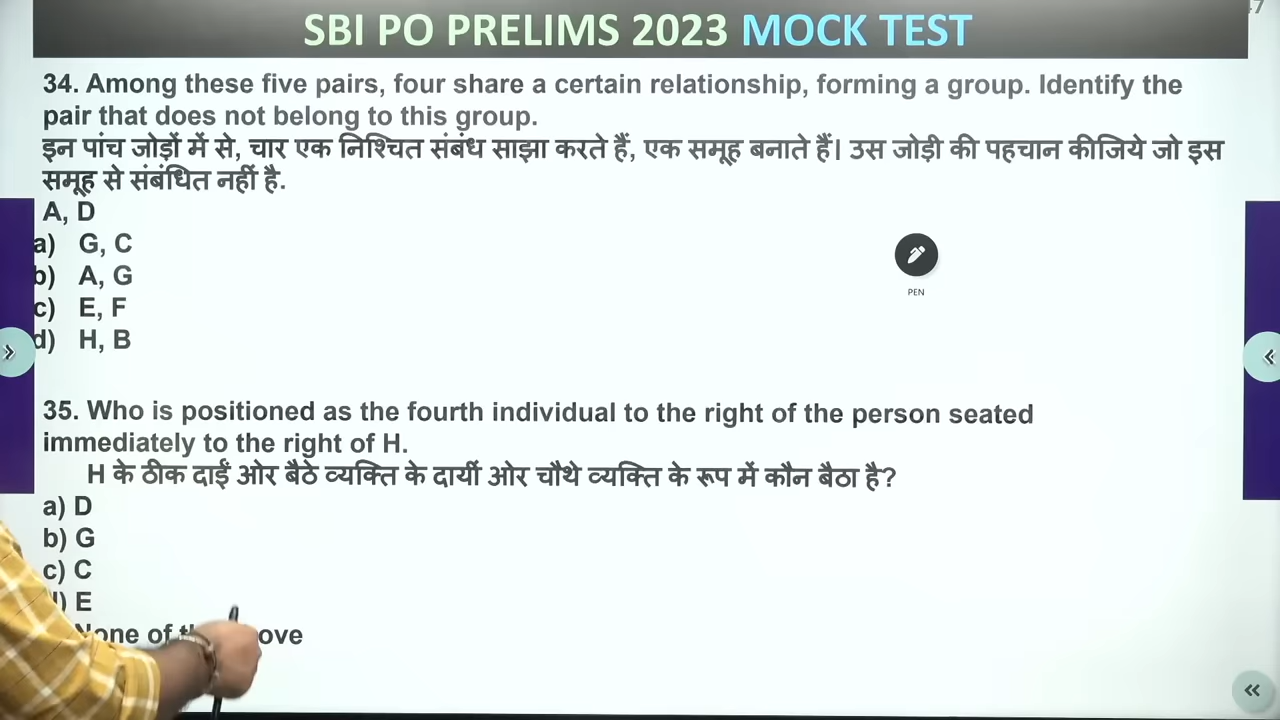 47
SBI PO PRELIMS 2023 MOCK TEST
34. Among these five pairs, four share a certain relationship, forming a group. Identify the
pair that does not belong to this group.
इन पांच जोड़ों में से, चार एक निश्चित संबंध साझा करते हैं, एक समूह बनाते हैं। उस जोड़ी की पहचान कीजिये जो इस
समूह से संबंधित नहीं है.
A, D
a) G, C
b) A, G
c) E, F
d) H, B
PEN
35. Who is positioned as the fourth individual to the right of the person seated
immediately to the right of H.
H के ठीक दाईं ओर बैठे व्यक्ति के दायीं ओर चौथे व्यक्ति के रूप में कौन बैठा है?
a) D
b) G
c) C
d) E
None of